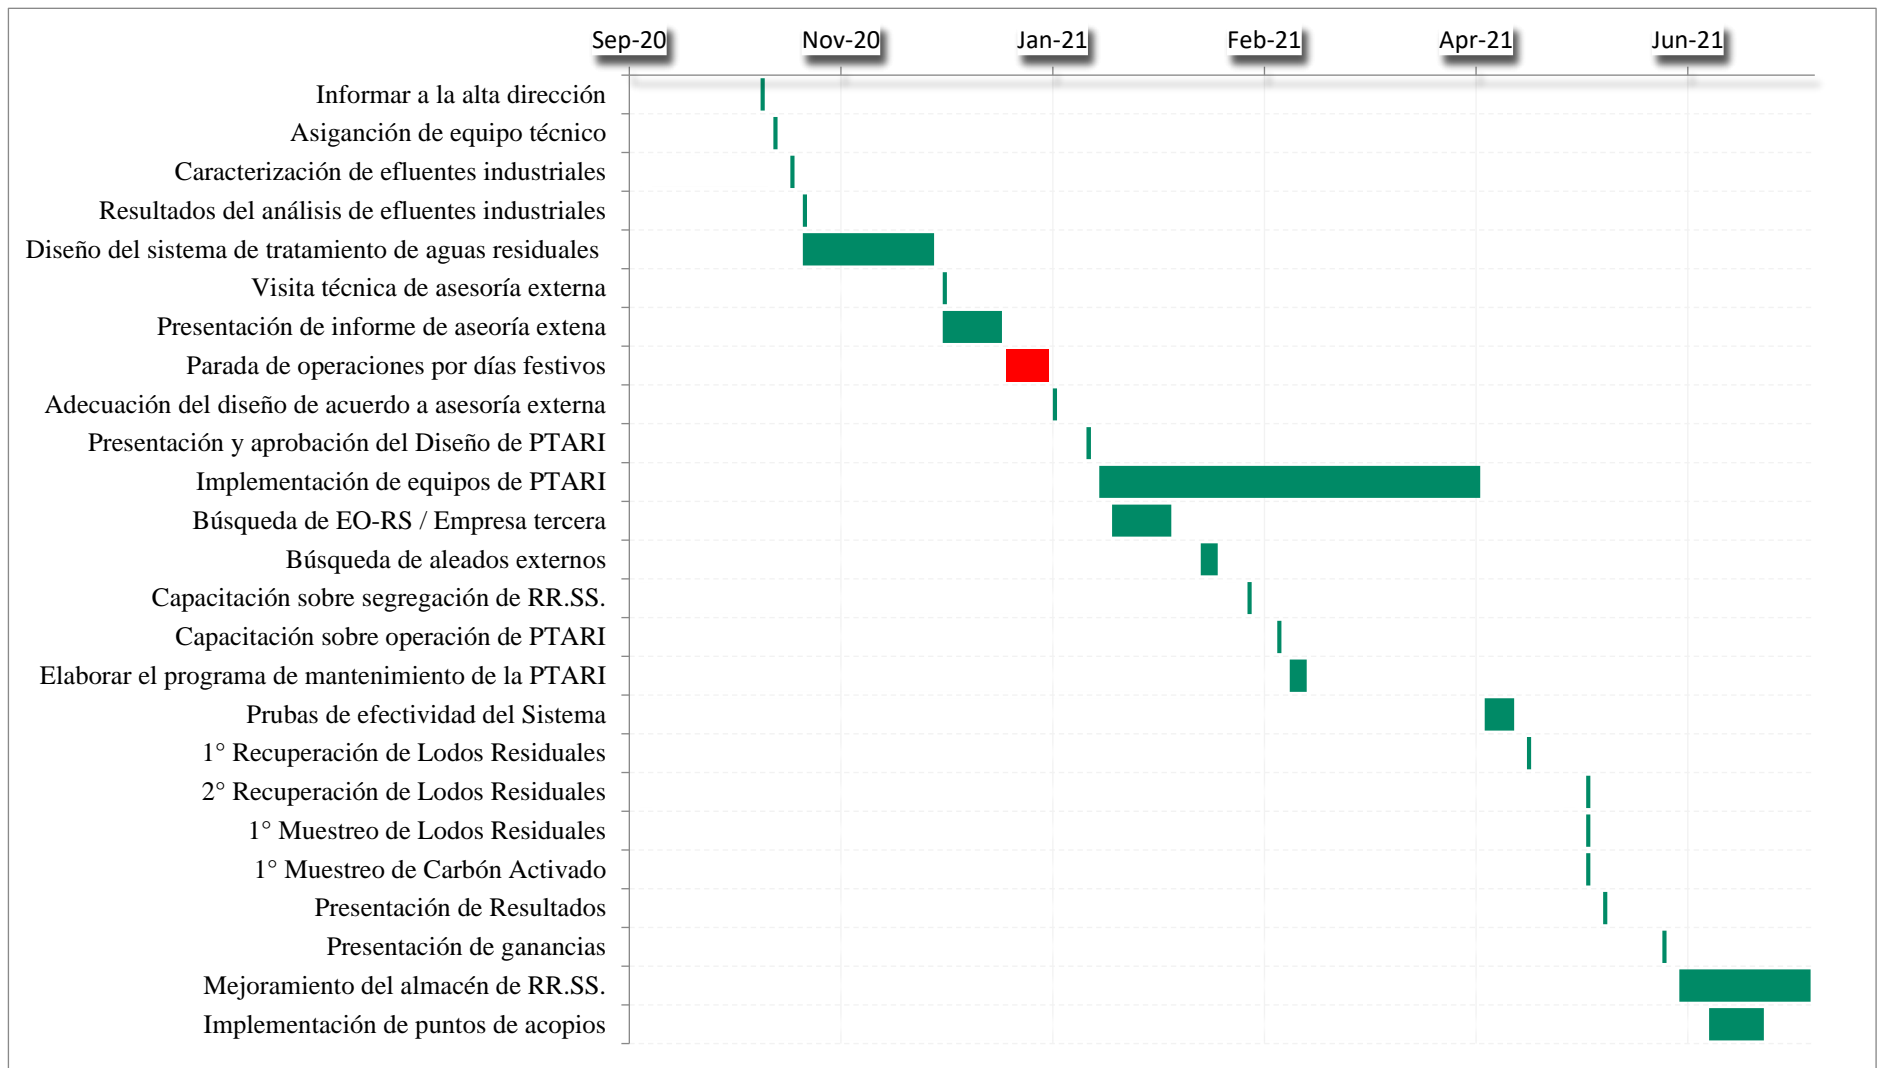 Sep-20 Nov-20 Jan-21 Feb-21 Apr-21 Jun-21
Informar a la alta dirección
Asiganción de equipo técnico
Caracterización de efluentes industriales
Resultados del análisis de efluentes industriales
Diseño del sistema de tratamiento de aguas residuales
Visita técnica de asesoría externa
Presentación de informe de aseoría extena
Parada de operaciones por días festivos
Adecuación del diseño de acuerdo a asesoría externa
Presentación y aprobación del Diseño de PTARI
Implementación de equipos de PTARI
Búsqueda de EO-RS / Empresa tercera
Búsqueda de aleados externos
Capacitación sobre segregación de RR.SS.
Capacitación sobre operación de PTARI
Elaborar el programa de mantenimiento de la PTARI
Prubas de efectividad del Sistema
1° Recuperación de Lodos Residuales
2° Recuperación de Lodos Residuales
1° Muestreo de Lodos Residuales
1° Muestreo de Carbón Activado
Presentación de Resultados
Presentación de ganancias
Mejoramiento del almacén de RR.SS.
Implementación de puntos de acopios